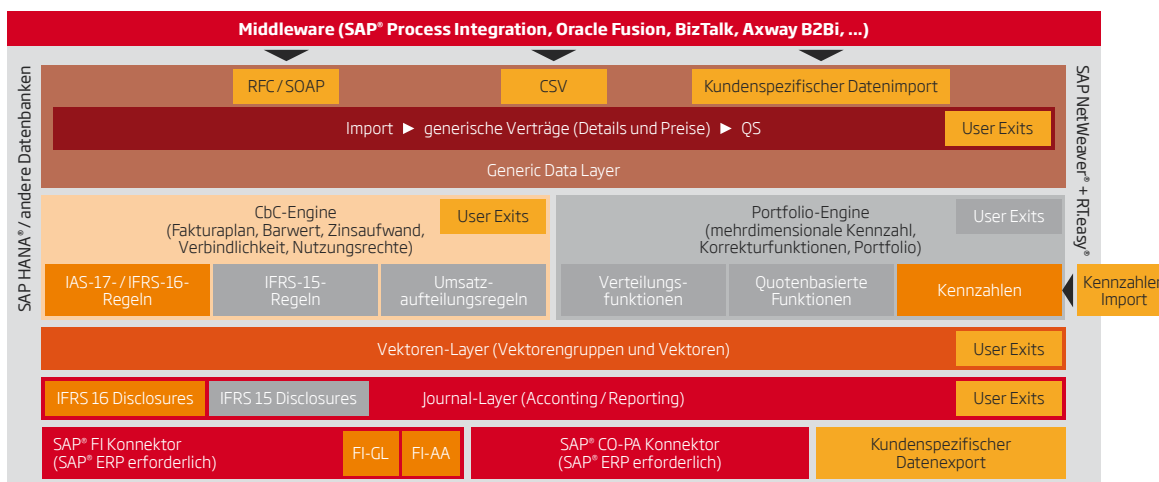 Middleware (SAP® Process Integration, Oracle Fusion, BizTalk, Axway B2Bi, ...)
SAP HANA® / andere Datenbanken
SAP NetWeaver® + RT.easy®
RFC / SOAP
CSV
Kundenspezifischer Datenimport
Import ► generische Verträge (Details und Preise) ► QS
User Exits
Generic Data Layer
CbC-Engine
(Fakturaplan, Barwert, Zinsaufwand,
Verbindlichkeit, Nutzungsrechte)
User Exits
Portfolio-Engine
(mehrdimensionale Kennzahl,
Korrekturfunktionen, Portfolio)
User Exits
IAS-17- / IFRS-16-
Regeln
IFRS-15-
Regeln
Umsatz-
aufteilungsregeln
Verteilungs-
funktionen
Quotenbasierte
Funktionen
Kennzahlen
Kennzahlen
Import
Vektoren-Layer (Vektorengruppen und Vektoren)
User Exits
IFRS 16 Disclosures
IFRS 15 Disclosures
Journal-Layer (Acconting / Reporting)
User Exits
SAP® FI Konnektor
(SAP® ERP erforderlich)
FI-GL
FI-AA
SAP® CO-PA Konnektor
(SAP® ERP erforderlich)
Kundenspezifischer
Datenexport